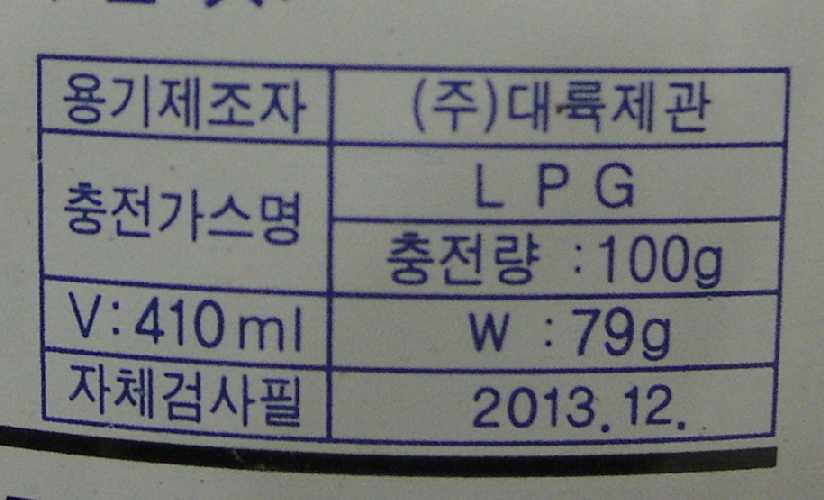 용기제조자 (주)대륙제관
충전가스명 L P G
충전량 :100g
V:410ml W :79g
자체검사필 2013.12.